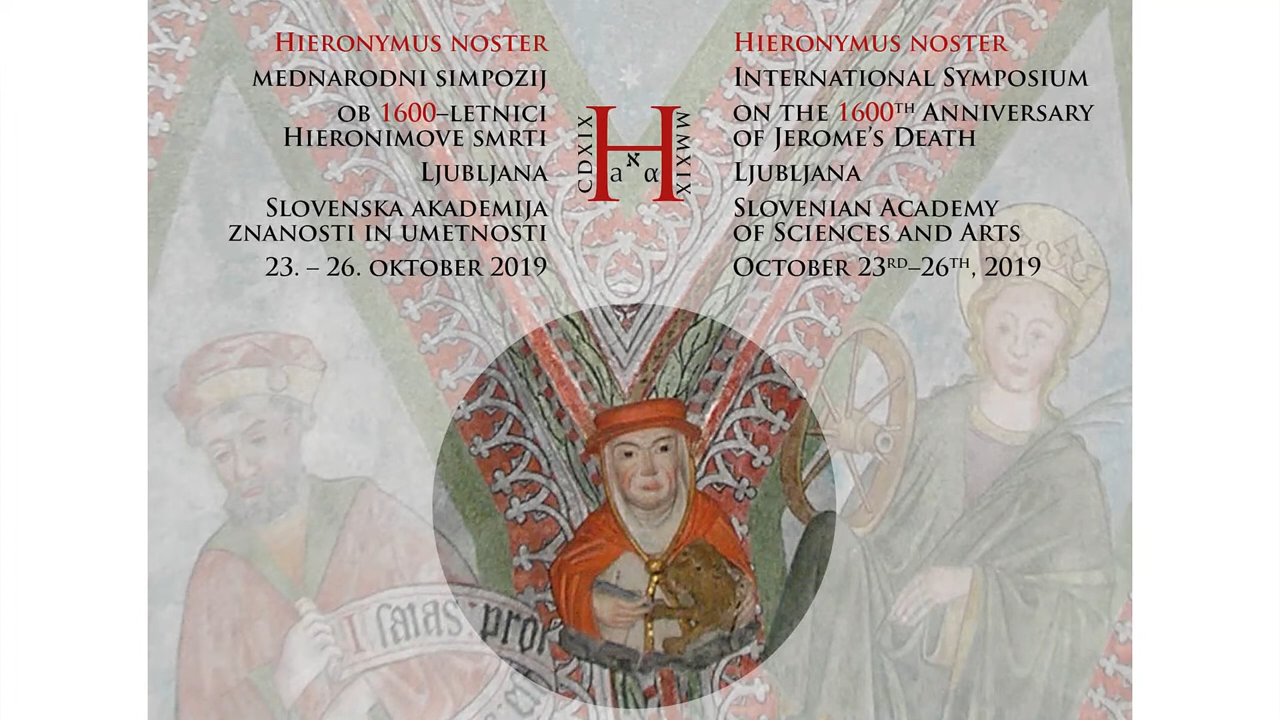 Hieronymus noster
mednarodni simpozij
ob 1600–letnici
Hieronimove smrti
Ljubljana
Slovenska akademija
znanosti in umetnosti
23. – 26. oktober 2019
CDXIX
H
a א α
MMXIX
Hieronymus noster
International Symposium
on the 1600th Anniversary
of Jerome's Death
Ljubljana
Slovenian Academy
of Sciences and Arts
October 23rd–26th, 2019
Isaias: prop